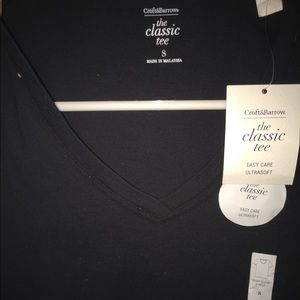 Croft&Barrow
the
classic
tee
S
MADE IN MALAYSIA
Croft&Barrow
the
classic
tee
EASY CARE
ULTRASOFT
the
classic
tee
EASY CARE
ULTRASOFT